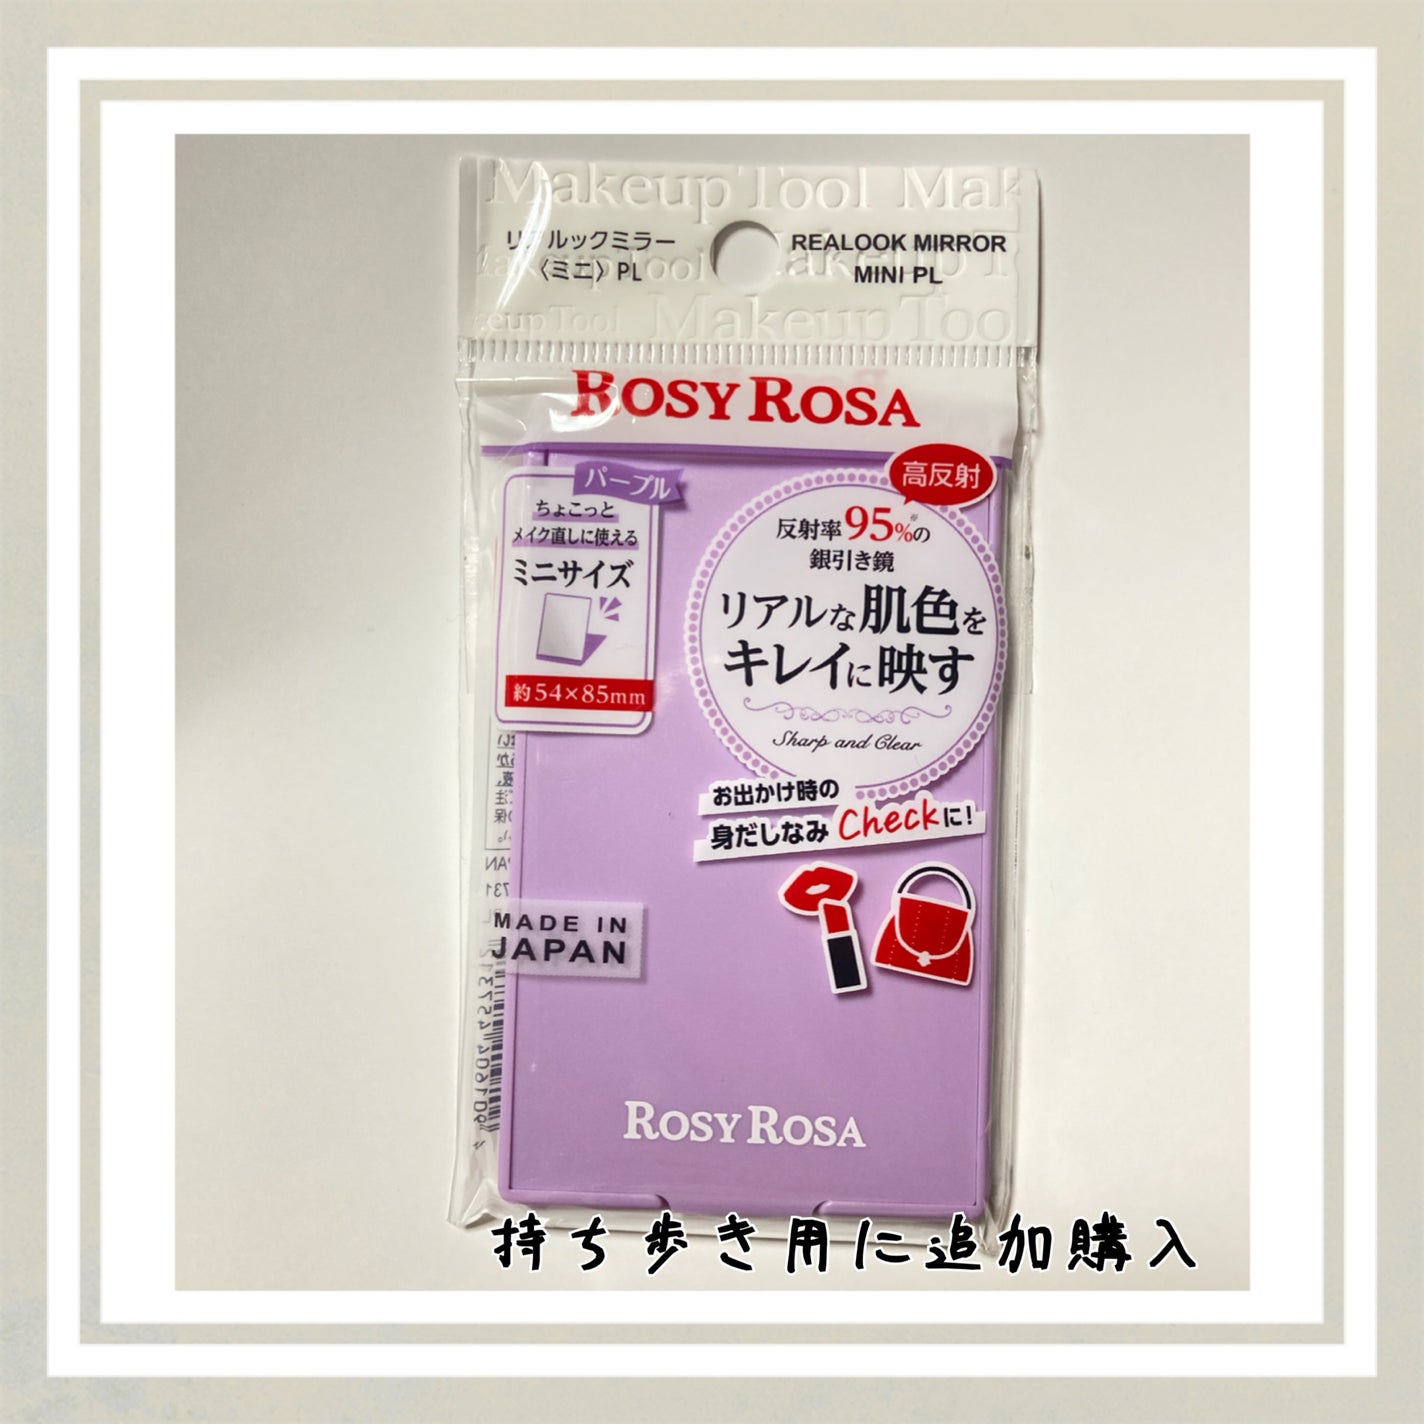 Makeup Tool Mak
リアルックミラー
〈ミニ〉PL
REALOOK MIRROR
MINI PL
Makeup Tool
Makeup Too
ROSY ROSA
パープル
ちょこっと
メイク直しに使える
ミニサイズ
約54×85mm
高反射
反射率95%※の
銀引き鏡
リアルな肌色を
キレイに映す
Sharp and Clear
お出かけ時の
身だしなみCheckに!
MADE IN
JAPAN
ROSY ROSA
持ち歩き用に追加購入